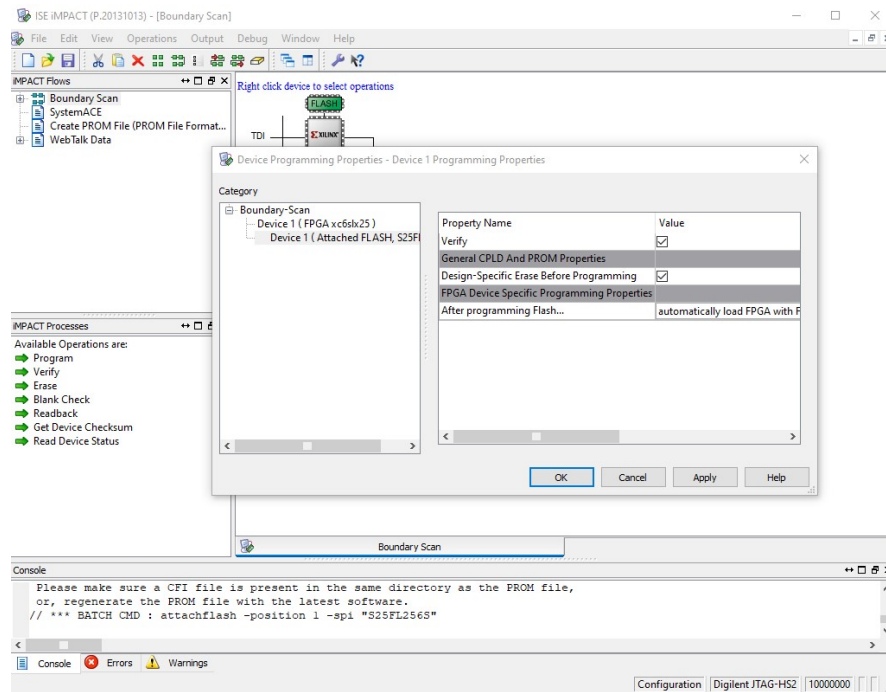 ISE iMPACT (P.20131013) - [Boundary Scan]
File Edit View Operations Output Debug Window Help
iMPACT Flows
Boundary Scan
SystemACE
Create PROM File (PROM File Format...
WebTalk Data
Right click device to select operations
FLASH
TDI
XILINX
Device Programming Properties - Device 1 Programming Properties
Category
Boundary-Scan
Device 1 ( FPGA xc6slx25 )
Device 1 ( Attached FLASH, S25Fl
Property Name Value
Verify
General CPLD And PROM Properties
Design-Specific Erase Before Programming
FPGA Device Specific Programming Properties
After programming Flash... automatically load FPGA with F
OK Cancel Apply Help
iMPACT Processes
Available Operations are:
Program
Verify
Erase
Blank Check
Readback
Get Device Checksum
Read Device Status
Boundary Scan
Console
Please make sure a CFI file is present in the same directory as the PROM file,
or, regenerate the PROM file with the latest software.
// *** BATCH CMD : attachflash -position 1 -spi "S25FL256S"
Console Errors Warnings
Configuration Digilent JTAG-HS2 10000000